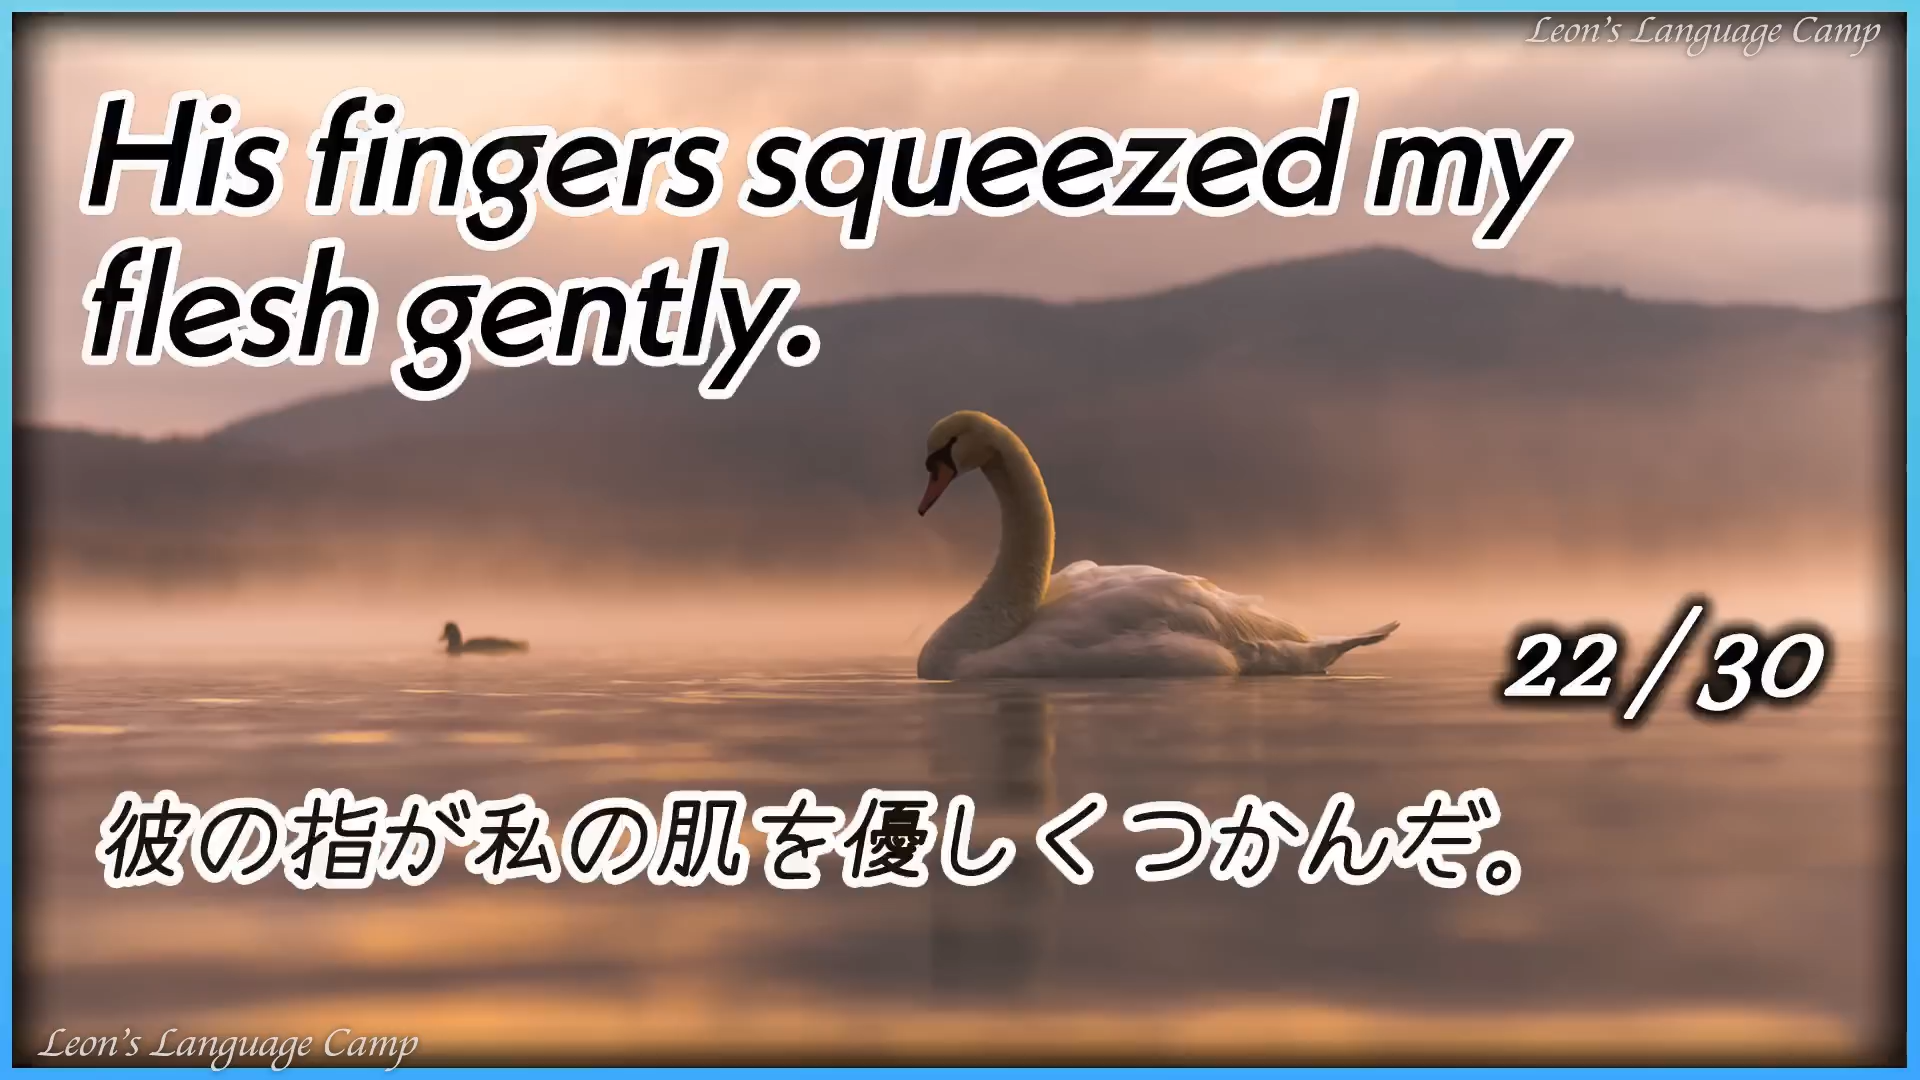 Leon's Language Camp
His fingers squeezed my
flesh gently.
22/30
彼の指が私の肌を優しくつかんだ。
Leon's Language Camp